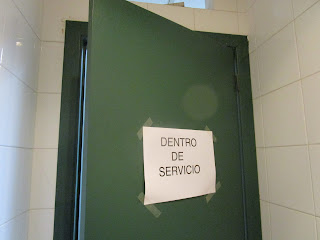 DENTRO
DE
SERVICIO